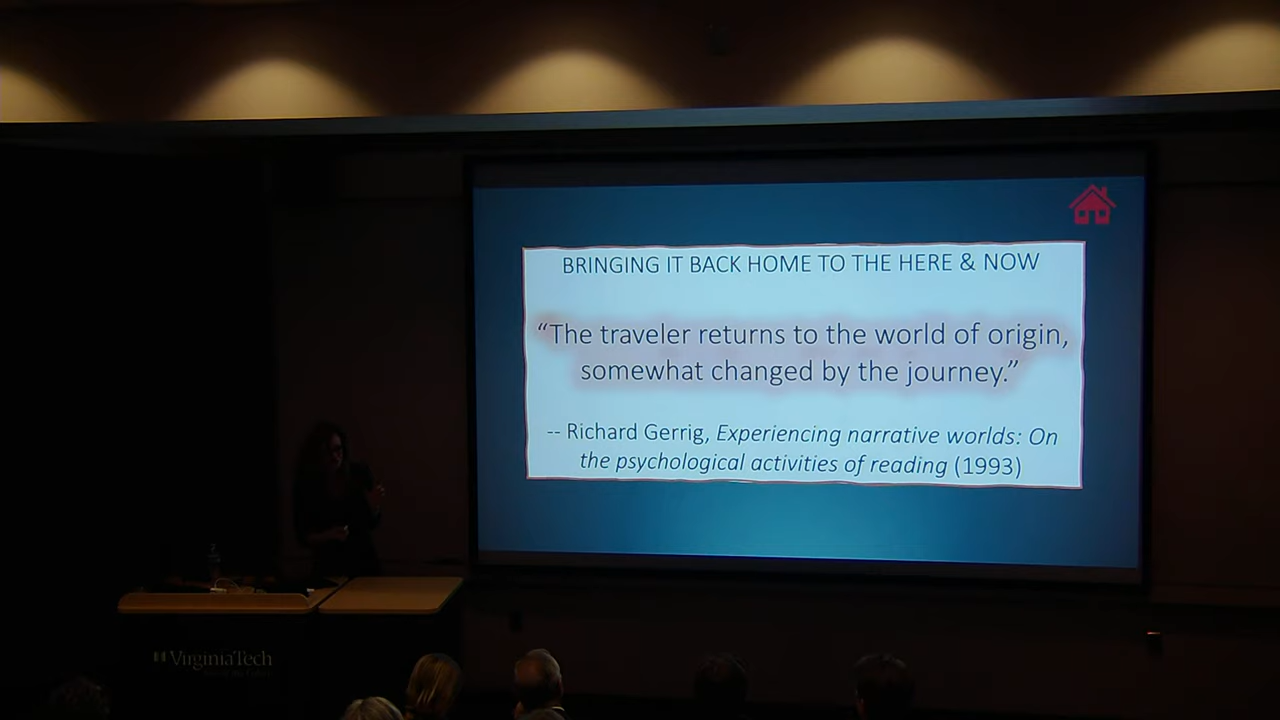 BRINGING IT BACK HOME TO THE HERE & NOW
“The traveler returns to the world of origin,
somewhat changed by the journey.”
-- Richard Gerrig, Experiencing narrative worlds: On
the psychological activities of reading (1993)
VirginiaTech